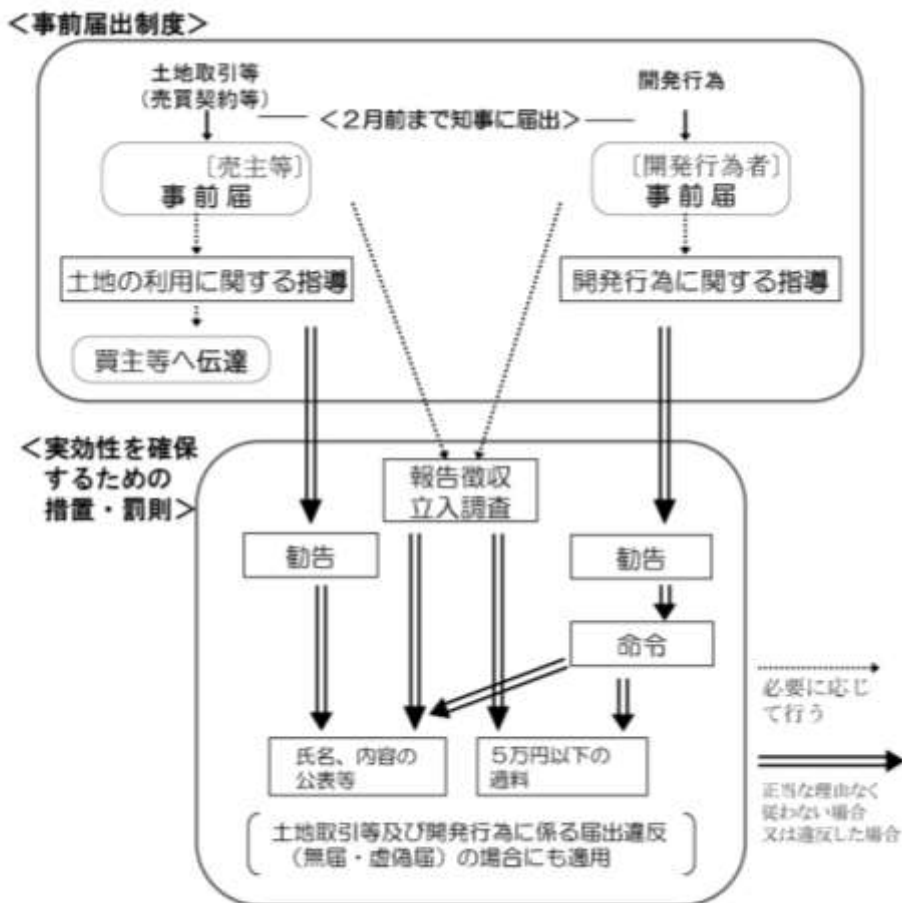 <事前届出制度>
土地取引等
(売買契約等)
開発行為
<2月前まで知事に届出>
〔売主等〕
事前届
〔開発行為者〕
事前届
土地の利用に関する指導
開発行為に関する指導
買主等へ伝達
<実効性を確保
するための
措置・罰則>
報告徴収
立入調査
勧告
勧告
命令
氏名、内容の
公表等
5万円以下の
過料
土地取引等及び開発行為に係る届出違反
(無届・虚偽届)の場合にも適用
必要に応じ
て行う
正当な理由なく
従わない場合
又は違反した場合